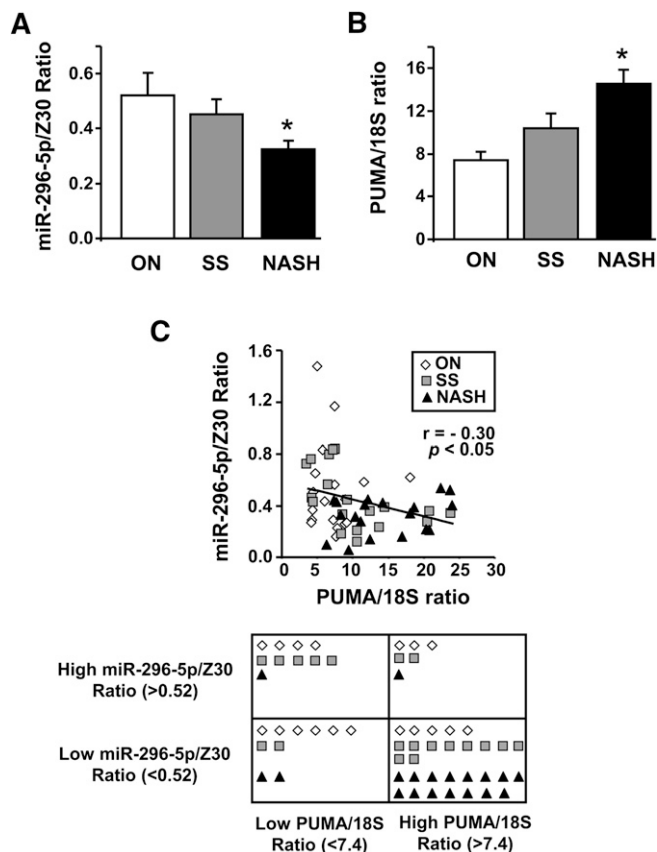 A
miR-296-5p/Z30 Ratio
0.6
0.4
0.2
0.0
*
ON SS NASH
B
PUMA/18S ratio
16
12
8
4
0
*
ON SS NASH
C
miR-296-5p/Z30 Ratio
1.6
1.2
0.8
0.4
0.0
ON
SS
NASH
r = - 0.30
p < 0.05
0 5 10 15 20 25 30
PUMA/18S ratio
High miR-296-5p/Z30
Ratio (>0.52)
Low miR-296-5p/Z30
Ratio (<0.52)
Low PUMA/18S
Ratio (<7.4)
High PUMA/18S
Ratio (>7.4)